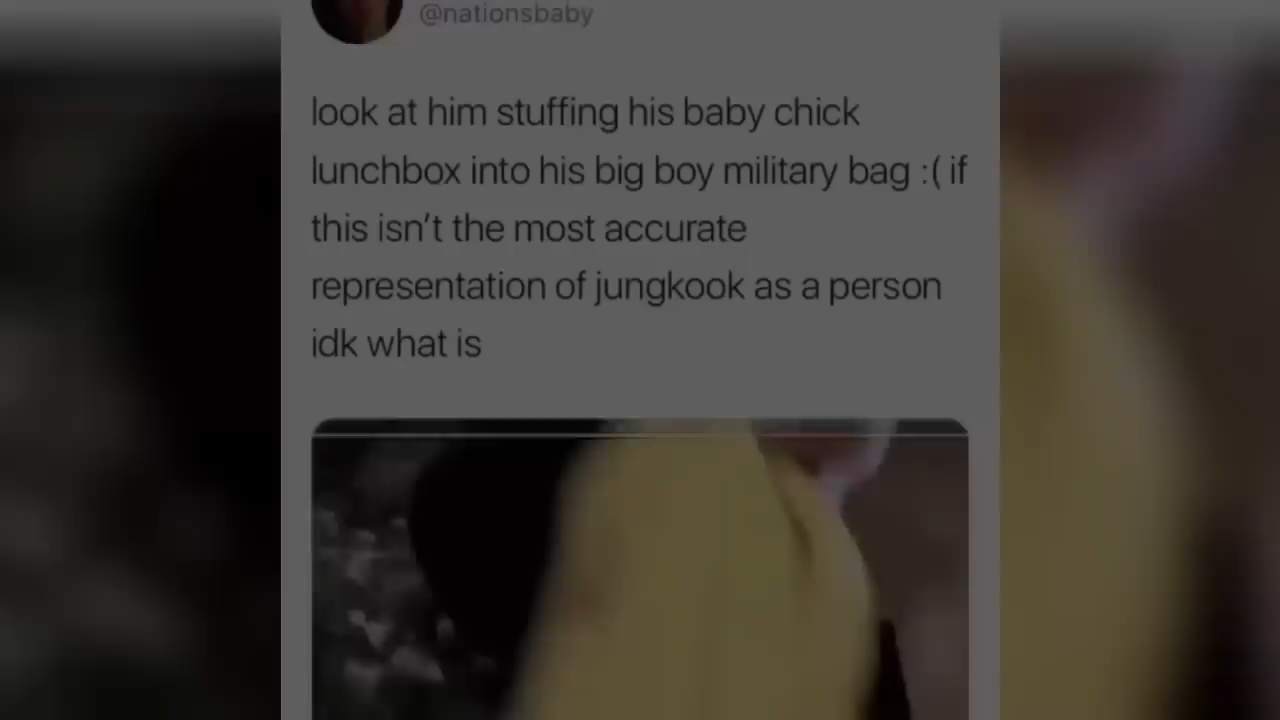 @nationsbaby
look at him stuffing his baby chick
lunchbox into his big boy military bag :( if
this isn’t the most accurate
representation of jungkook as a person
idk what is